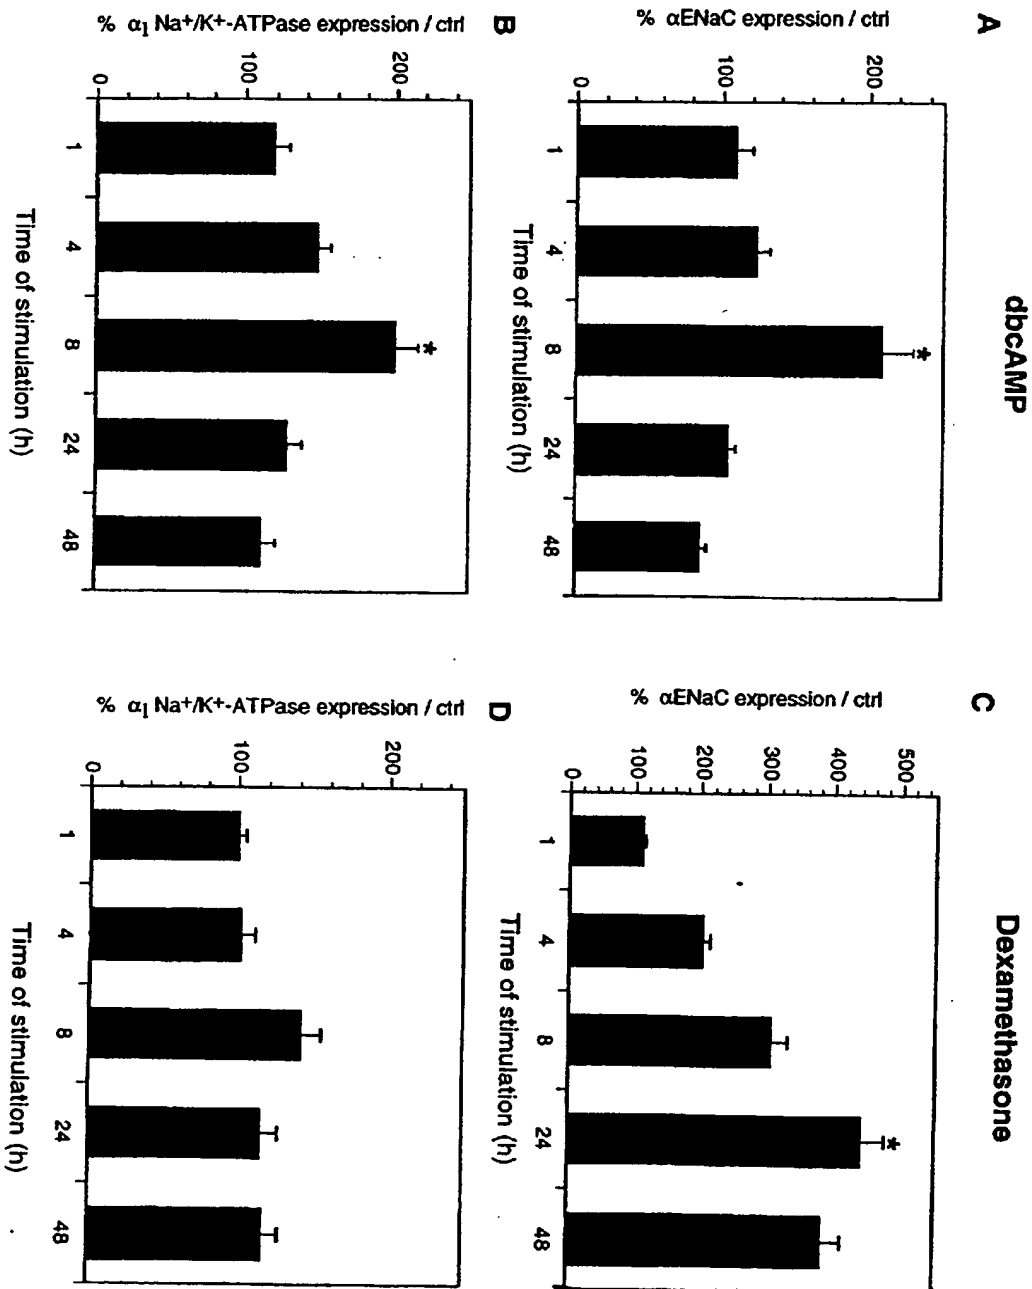 dbcAMP
A
% αENaC expression / ctrl
200
100
0
1 4 8 24 48
*
Time of stimulation (h)
B
% α1 Na+/K+-ATPase expression / ctrl
200
100
0
1 4 8 24 48
*
Time of stimulation (h)
Dexamethasone
C
% αENaC expression / ctrl
500
400
300
200
100
0
1 4 8 24 48
*
Time of stimulation (h)
D
% α1 Na+/K+-ATPase expression / ctrl
200
100
0
1 4 8 24 48
Time of stimulation (h)